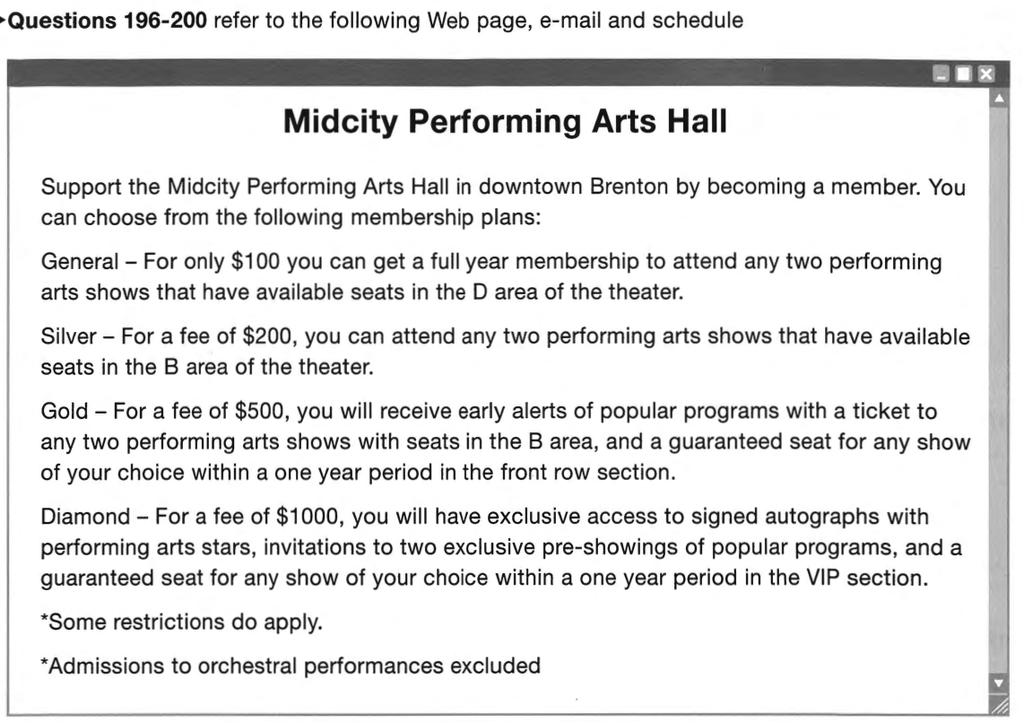 Questions 196-200 refer to the following Web page, e-mail and schedule
Midcity Performing Arts Hall
Support the Midcity Performing Arts Hall in downtown Brenton by becoming a member. You
can choose from the following membership plans:
General – For only $100 you can get a full year membership to attend any two performing
arts shows that have available seats in the D area of the theater.
Silver – For a fee of $200, you can attend any two performing arts shows that have available
seats in the B area of the theater.
Gold – For a fee of $500, you will receive early alerts of popular programs with a ticket to
any two performing arts shows with seats in the B area, and a guaranteed seat for any show
of your choice within a one year period in the front row section.
Diamond – For a fee of $1000, you will have exclusive access to signed autographs with
performing arts stars, invitations to two exclusive pre-showings of popular programs, and a
guaranteed seat for any show of your choice within a one year period in the VIP section.
*Some restrictions do apply.
*Admissions to orchestral performances excluded